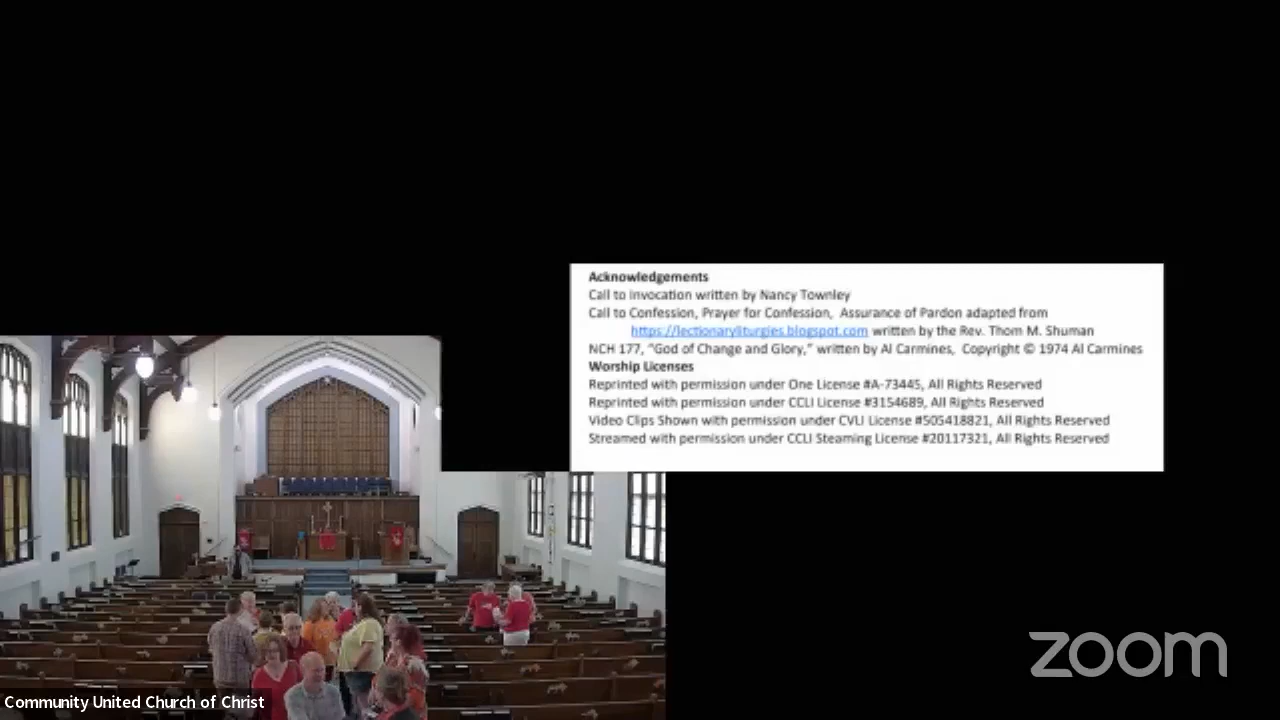 Acknowledgements
Call to Invocation written by Nancy Townley
Call to Confession, Prayer for Confession, Assurance of Pardon adapted from
https://lectionaryliturgies.blogspot.com written by the Rev. Thom M. Shuman
NCH 177, “God of Change and Glory,” written by Al Carmines, Copyright © 1974 Al Carmines
Worship Licenses
Reprinted with permission under One License #A-73445, All Rights Reserved
Reprinted with permission under CCLI License #3154689, All Rights Reserved
Video Clips Shown with permission under CVLI License #505418821, All Rights Reserved
Streamed with permission under CCLI Steaming License #20117321, All Rights Reserved
zoom
Community United Church of Christ